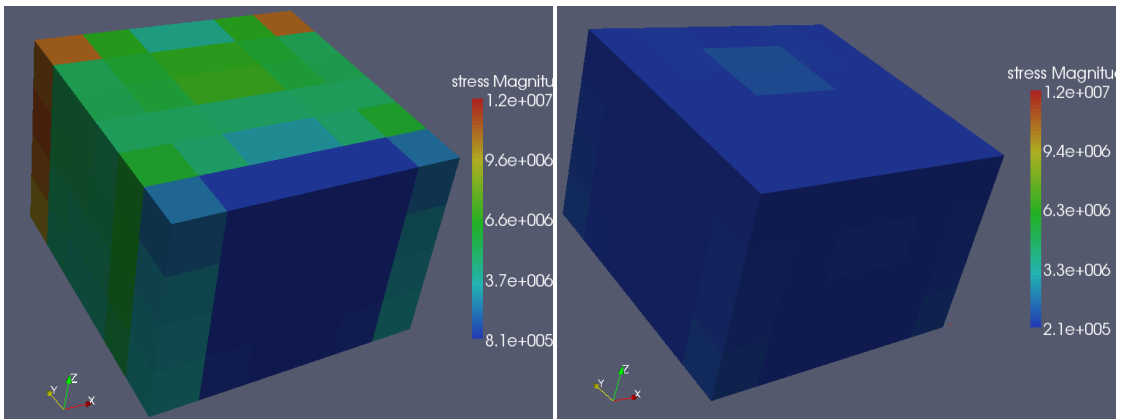 stress Magnitu
1.2e+007
9.6e+006
6.6e+006
3.7e+006
8.1e+005
Z
Y
X
stress Magnitu
1.2e+007
9.4e+006
6.3e+006
3.3e+006
2.1e+005
Z
Y
X